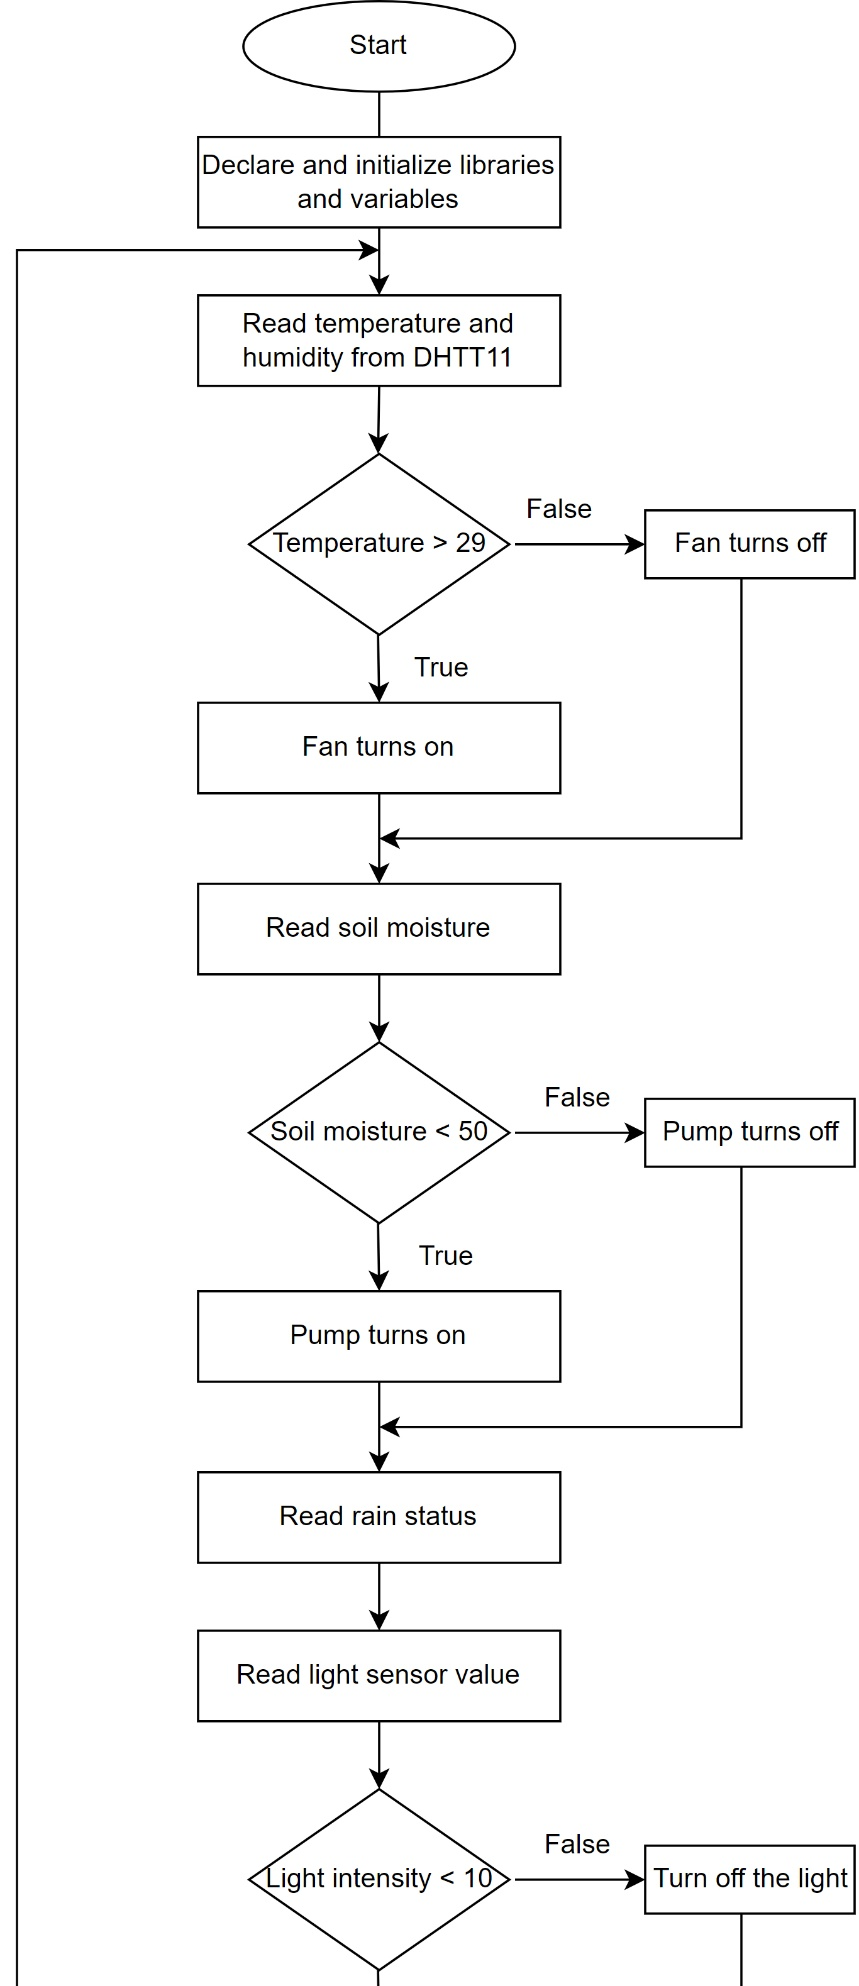 Start
Declare and initialize libraries
and variables
Read temperature and
humidity from DHTT11
Temperature > 29
False
Fan turns off
True
Fan turns on
Read soil moisture
Soil moisture < 50
False
Pump turns off
True
Pump turns on
Read rain status
Read light sensor value
Light intensity < 10
False
Turn off the light